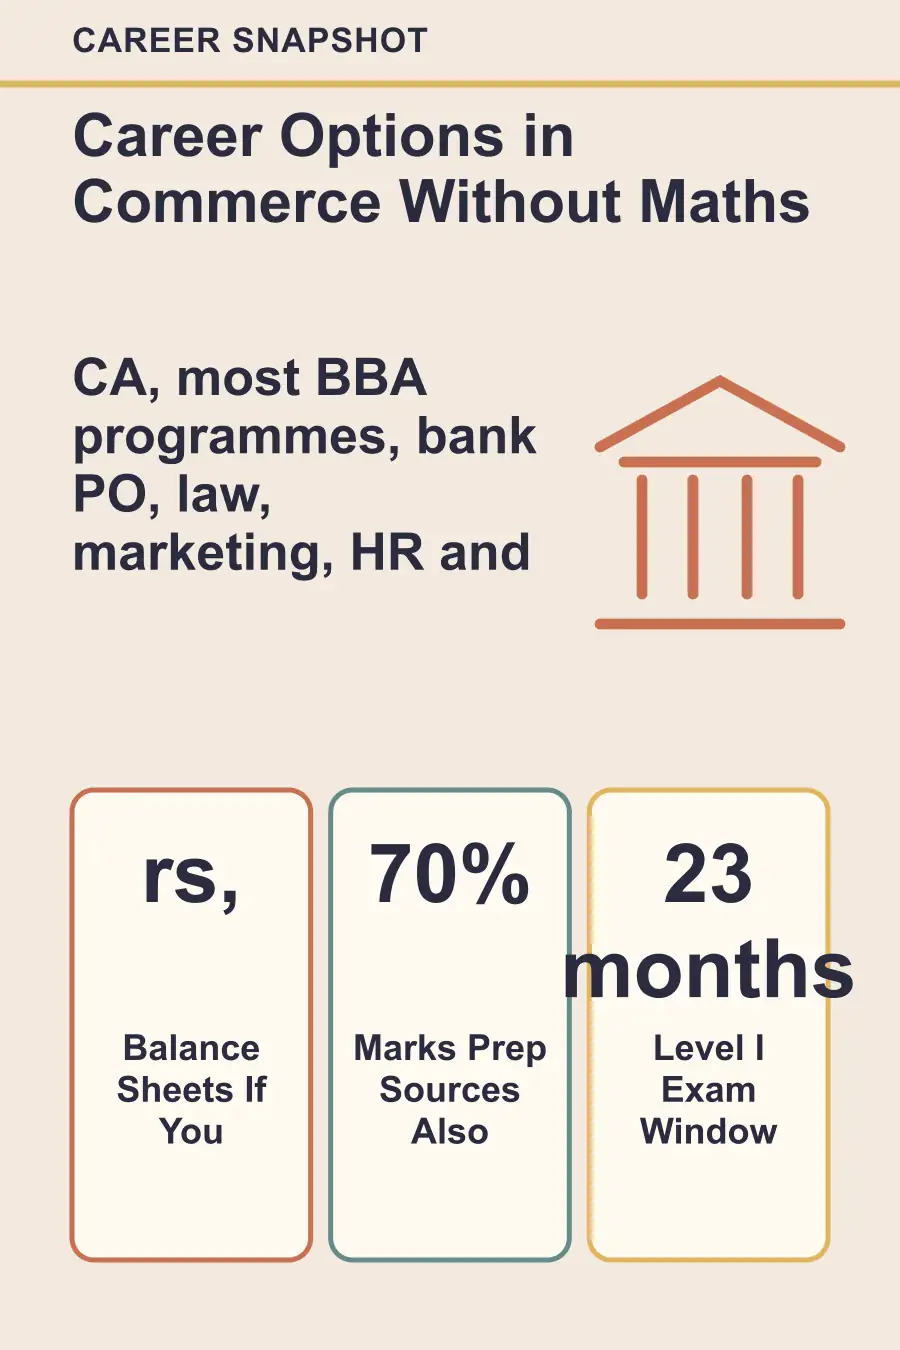 CAREER SNAPSHOT
Career Options in
Commerce Without Maths
CA, most BBA
programmes, bank
PO, law,
marketing, HR and
rs,
Balance
Sheets If
You
70%
Marks Prep
Sources
Also
23
months
Level I
Exam
Window